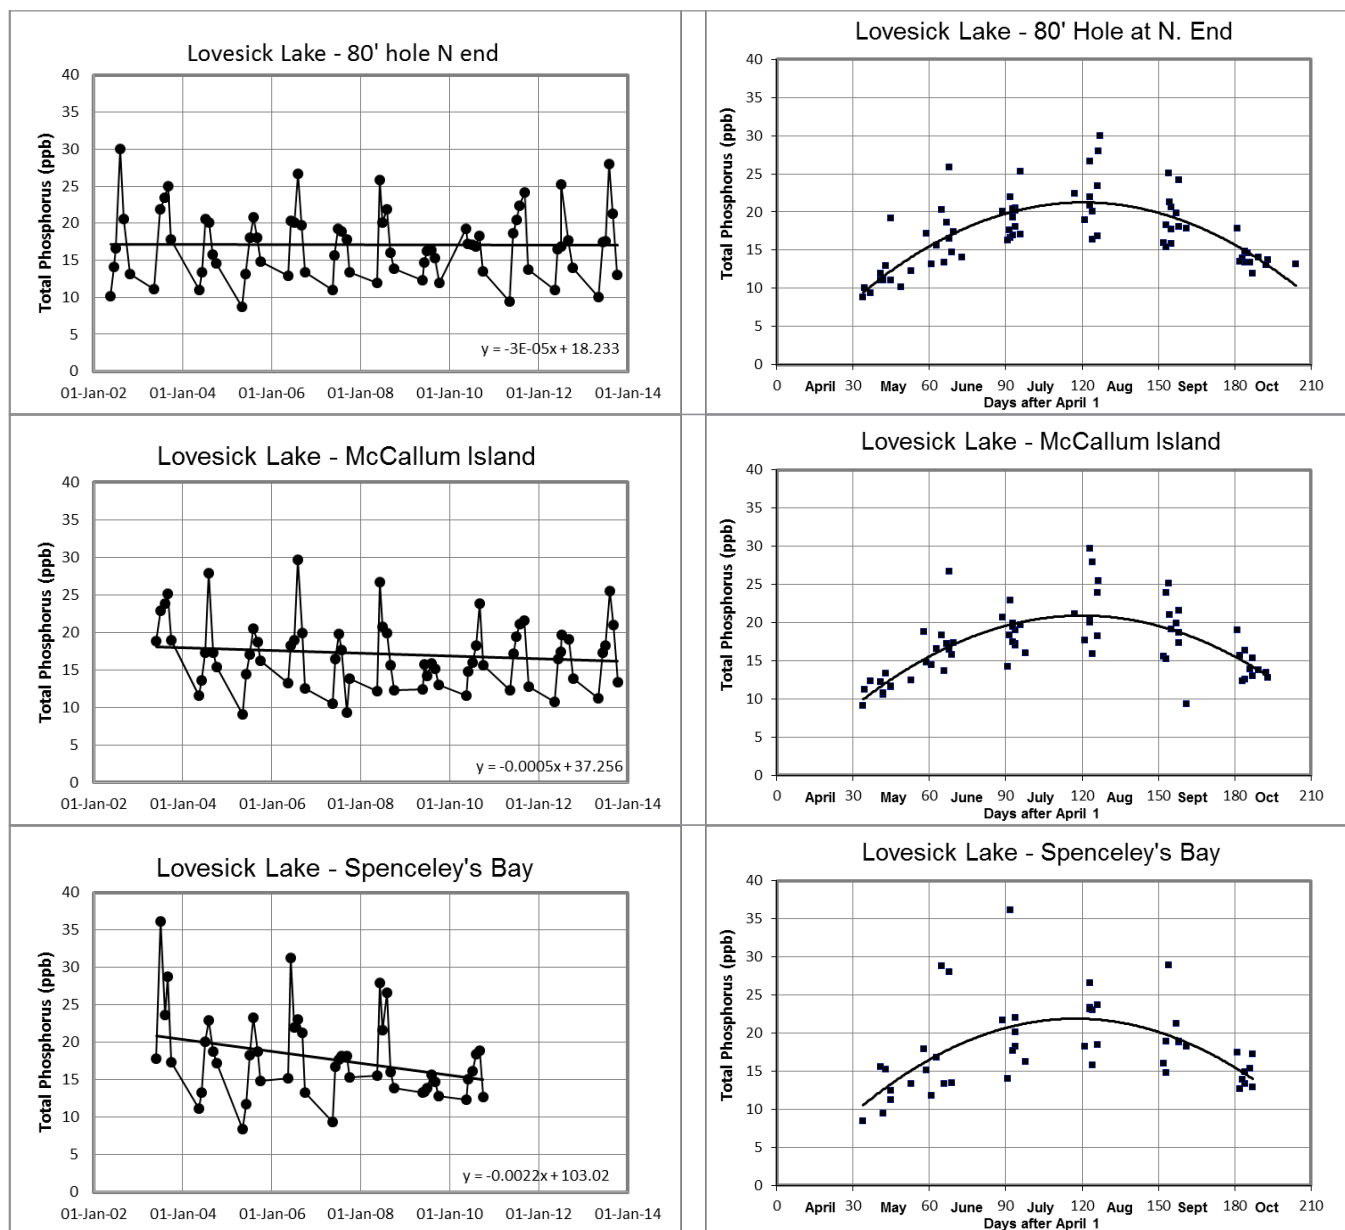 Lovesick Lake - 80' hole N end
Total Phosphorus (ppb)
40
35
30
25
20
15
10
5
0
y = -3E-05x + 18.233
01-Jan-02 01-Jan-04 01-Jan-06 01-Jan-08 01-Jan-10 01-Jan-12 01-Jan-14
Lovesick Lake - 80' Hole at N. End
Total Phosphorus (ppb)
40
35
30
25
20
15
10
5
0
0 April 30 May 60 June 90 July 120 Aug 150 Sept 180 Oct 210
Days after April 1
Lovesick Lake - McCallum Island
Total Phosphorus (ppb)
40
35
30
25
20
15
10
5
0
y = -0.0005x + 37.256
01-Jan-02 01-Jan-04 01-Jan-06 01-Jan-08 01-Jan-10 01-Jan-12 01-Jan-14
Lovesick Lake - McCallum Island
Total Phosphorus (ppb)
40
35
30
25
20
15
10
5
0
0 April 30 May 60 June 90 July 120 Aug 150 Sept 180 Oct 210
Days after April 1
Lovesick Lake - Spenceley's Bay
Total Phosphorus (ppb)
40
35
30
25
20
15
10
5
0
y = -0.0022x + 103.02
01-Jan-02 01-Jan-04 01-Jan-06 01-Jan-08 01-Jan-10 01-Jan-12 01-Jan-14
Lovesick Lake - Spenceley's Bay
Total Phosphorus (ppb)
40
35
30
25
20
15
10
5
0
0 April 30 May 60 June 90 July 120 Aug 150 Sept 180 Oct 210
Days after April 1